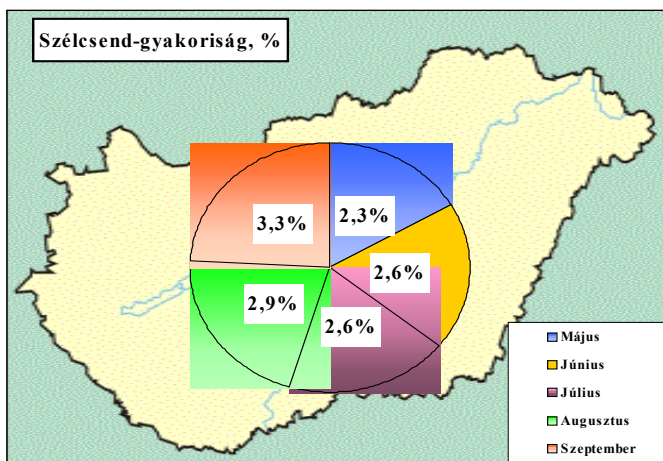 Szélcsend-gyakoriság, %
3,3%
2,3%
2,6%
2,9%
2,6%
Május
Június
Július
Augusztus
Szeptember